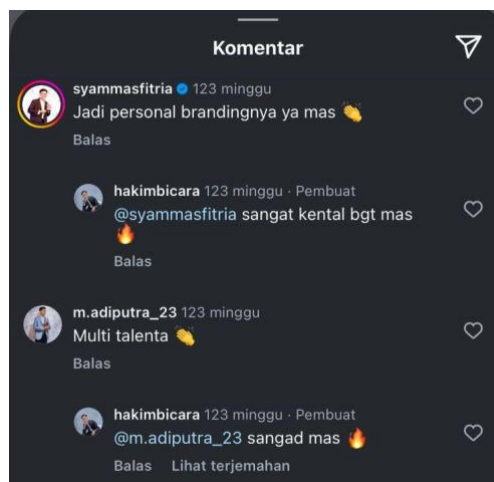 Komentar
syammasfitria 123 minggu
Jadi personal brandingnya ya mas 👏
Balas
hakimbicara 123 minggu · Pembuat
@syammasfitria sangat kental bgt mas
🔥
Balas
m.adiputra_23 123 minggu
Multi talenta 👏
Balas
hakimbicara 123 minggu · Pembuat
@m.adiputra_23 sangad mas 🔥
Balas Lihat terjemahan